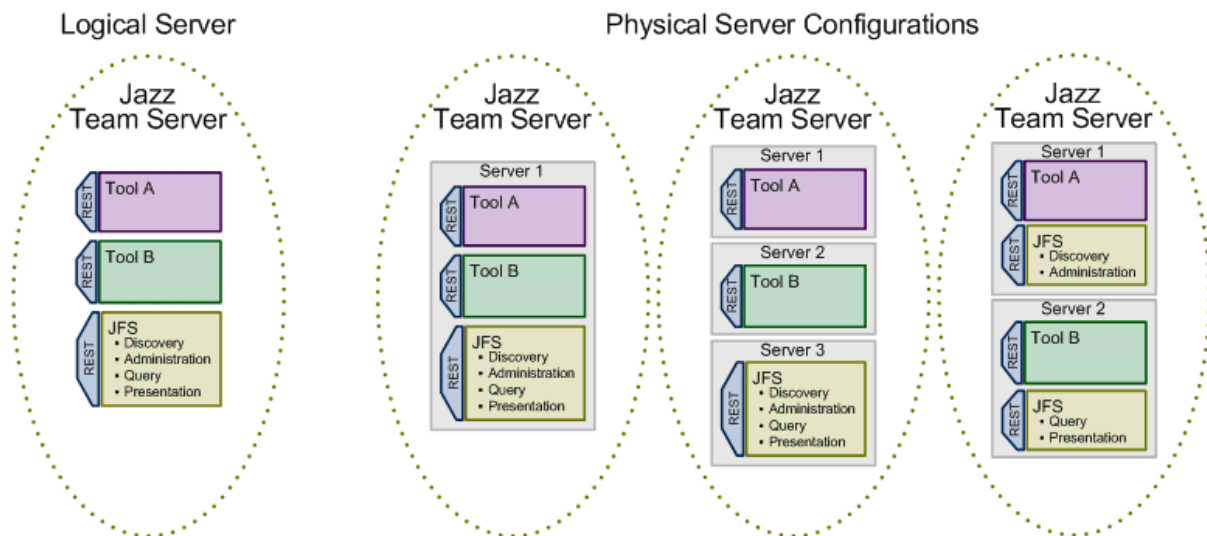 Logical Server
Physical Server Configurations
Jazz
Team Server
REST
Tool A
REST
Tool B
REST
JFS
▪ Discovery
▪ Administration
▪ Query
▪ Presentation
Jazz
Team Server
Server 1
REST
Tool A
REST
Tool B
REST
JFS
▪ Discovery
▪ Administration
▪ Query
▪ Presentation
Jazz
Team Server
Server 1
REST
Tool A
Server 2
REST
Tool B
Server 3
REST
JFS
▪ Discovery
▪ Administration
▪ Query
▪ Presentation
Jazz
Team Server
Server 1
REST
Tool A
REST
JFS
▪ Discovery
▪ Administration
Server 2
REST
Tool B
REST
JFS
▪ Query
▪ Presentation